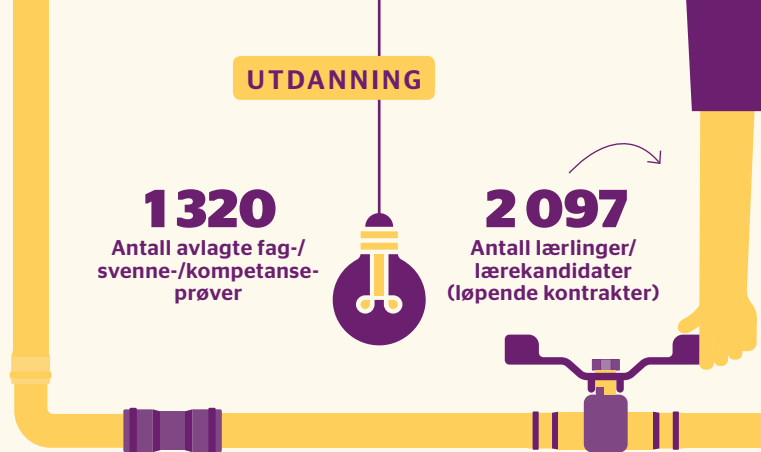 UTDANNING
1 320
Antall avlagte fag-/
svenne-/kompetanse-
prøver
2 097
Antall lærlinger/
lærekandidater
(løpende kontrakter)